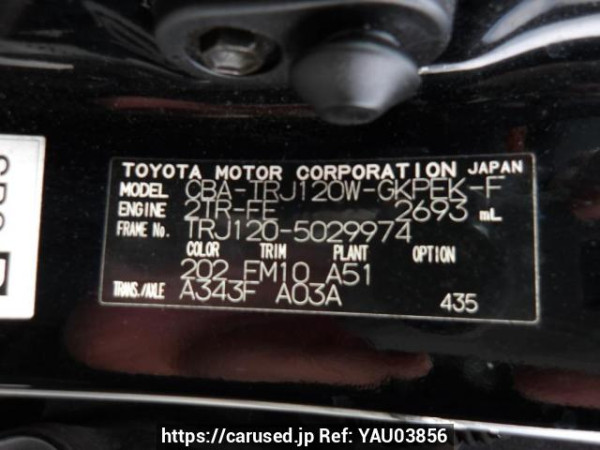 TOYOTA MOTOR CORPORATION JAPAN
MODEL CBA-TRJ120W-GKPEK-F
ENGINE 2TR-FE 2693 mL
FRAME No. TRJ120-5029974
COLOR TRIM PLANT OPTION
202 FM10 A51
TRANS./AXLE A343F A03A 435
https://carused.jp Ref: YAU03856